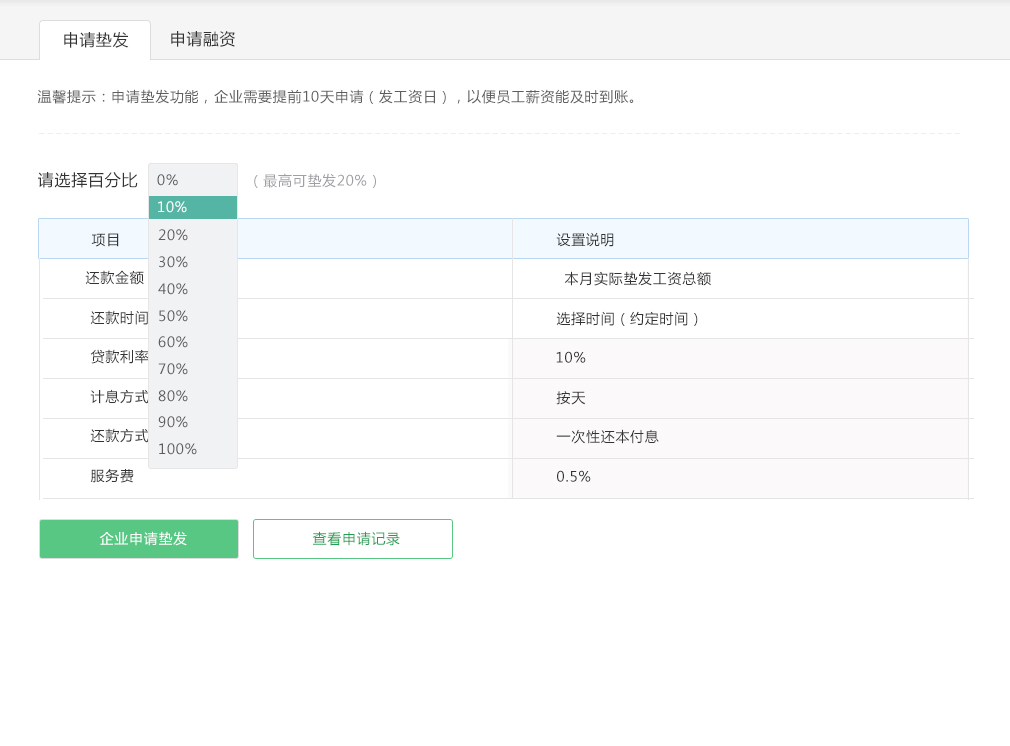 申请垫发 申请融资
温馨提示：申请垫发功能，企业需要提前10天申请（发工资日），以便员工薪资能及时到账。
请选择百分比 0% （最高可垫发20%）
10%
20%
30%
40%
50%
60%
70%
80%
90%
100%
项目 设置说明
还款金额 本月实际垫发工资总额
还款时间 选择时间（约定时间）
贷款利率 10%
计息方式 按天
还款方式 一次性还本付息
服务费 0.5%
企业申请垫发 查看申请记录